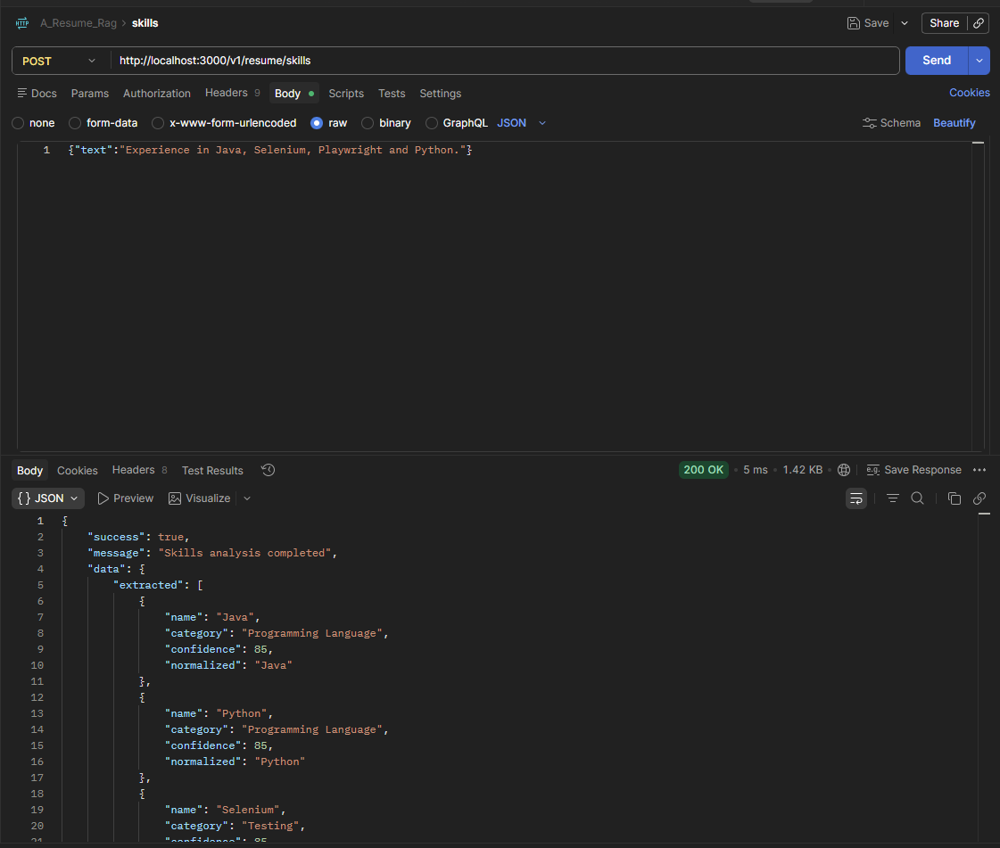 HTTP A_Resume_Rag > skills Save Share
POST http://localhost:3000/v1/resume/skills Send
Docs Params Authorization Headers 9 Body Scripts Tests Settings Cookies
none form-data x-www-form-urlencoded raw binary GraphQL JSON Schema Beautify
1 {"text":"Experience in Java, Selenium, Playwright and Python."}
Body Cookies Headers 8 Test Results 200 OK • 5 ms • 1.42 KB • e.g. Save Response
{} JSON Preview Visualize
1 {
2 "success": true,
3 "message": "Skills analysis completed",
4 "data": {
5 "extracted": [
6 {
7 "name": "Java",
8 "category": "Programming Language",
9 "confidence": 85,
10 "normalized": "Java"
11 },
12 {
13 "name": "Python",
14 "category": "Programming Language",
15 "confidence": 85,
16 "normalized": "Python"
17 },
18 {
19 "name": "Selenium",
20 "category": "Testing",
21 "confidence": 85